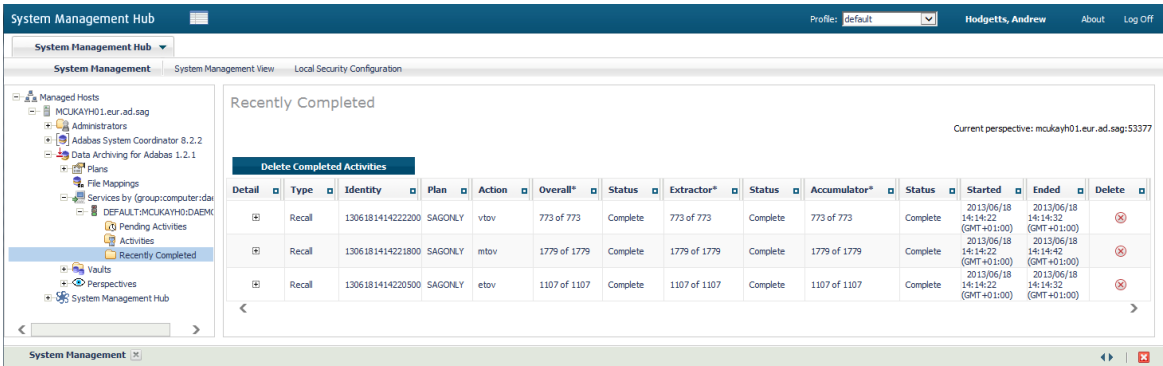 System Management Hub
Profile: default Hodgetts, Andrew About Log Off
System Management Hub
System Management System Management View Local Security Configuration
Managed Hosts
MCUKAYH01.eur.ad.sag
Administrators
Adabas System Coordinator 8.2.2
Data Archiving for Adabas 1.2.1
Plans
File Mappings
Services by (group:computer:dae
DEFAULT:MCUKAYH0:DAEMO
Pending Activities
Activities
Recently Completed
Vaults
Perspectives
System Management Hub
Recently Completed
Current perspective: mcukayh01.eur.ad.sag:53377
Delete Completed Activities
Detail Type Identity Plan Action Overall* Status Extractor* Status Accumulator* Status Started Ended Delete
Recall 1306181414222200 SAGONLY vtov 773 of 773 Complete 773 of 773 Complete 773 of 773 Complete 2013/06/18 14:14:22 (GMT+01:00) 2013/06/18 14:14:32 (GMT+01:00)
Recall 1306181414221800 SAGONLY mtov 1779 of 1779 Complete 1779 of 1779 Complete 1779 of 1779 Complete 2013/06/18 14:14:22 (GMT+01:00) 2013/06/18 14:14:42 (GMT+01:00)
Recall 1306181414220500 SAGONLY etov 1107 of 1107 Complete 1107 of 1107 Complete 1107 of 1107 Complete 2013/06/18 14:14:22 (GMT+01:00) 2013/06/18 14:14:32 (GMT+01:00)
System Management